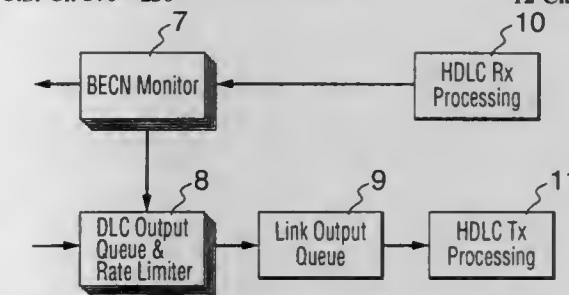 7
10
BECN Monitor
HDLC Rx
Processing
8
9
11
DLC Output
Queue &
Rate Limiter
Link Output
Queue
HDLC Tx
Processing